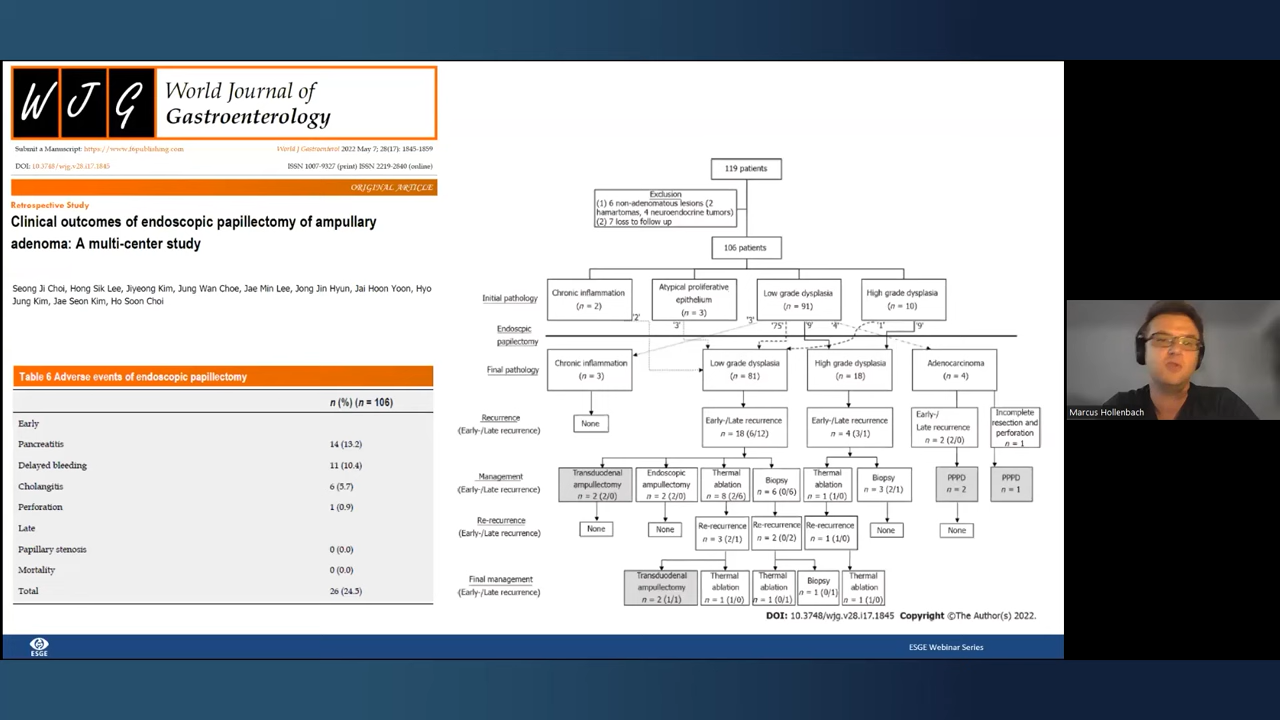 WJG
World Journal of
Gastroenterology
Submit a Manuscript: https://www.f6publishing.com
World J Gastroenterol 2022 May 7; 28(17): 1845-1859
DOI: 10.3748/wjg.v28.i17.1845
ISSN 1007-9327 (print) ISSN 2219-2840 (online)
ORIGINAL ARTICLE
Retrospective Study
Clinical outcomes of endoscopic papillectomy of ampullary
adenoma: A multi-center study
Seong Ji Choi, Hong Sik Lee, Jiyeong Kim, Jung Wan Choe, Jae Min Lee, Jong Jin Hyun, Jai Hoon Yoon, Hyo
Jung Kim, Jae Seon Kim, Ho Soon Choi
Table 6 Adverse events of endoscopic papillectomy
n (%) (n = 106)
Early
Pancreatitis 14 (13.2)
Delayed bleeding 11 (10.4)
Cholangitis 6 (5.7)
Perforation 1 (0.9)
Late
Papillary stenosis 0 (0.0)
Mortality 0 (0.0)
Total 26 (24.5)
119 patients
Exclusion
(1) 6 non-adenomatous lesions (2
hamartomas, 4 neuroendocrine tumors)
(2) 7 loss to follow up
106 patients
Initial pathology
Chronic inflammation
(n = 2)
Atypical proliferative
epithelium
(n = 3)
Low grade dysplasia
(n = 91)
High grade dysplasia
(n = 10)
'2' '3' '3' '75' '9' '4' '1' '9'
Endoscpic
papilectomy
Final pathology
Chronic inflammation
(n = 3)
Low grade dysplasia
(n = 81)
High grade dysplasia
(n = 18)
Adenocarcinoma
(n = 4)
Recurrence
(Early-/Late recurrence)
None
Early-/Late recurrence
n = 18 (6/12)
Early-/Late recurrence
n = 4 (3/1)
Early-/
Late recurrence
n = 2 (2/0)
Incomplete
resection and
perforation
n = 1
Management
(Early-/Late recurrence)
Transduodenal
ampullectomy
n = 2 (2/0)
Endoscopic
ampullectomy
n = 2 (2/0)
Thermal
ablation
n = 8 (2/6)
Biopsy
n = 6 (0/6)
Thermal
ablation
n = 1 (1/0)
Biopsy
n = 3 (2/1)
PPPD
n = 2
PPPD
n = 1
Re-recurrence
(Early-/Late recurrence)
None
None
Re-recurrence
n = 3 (2/1)
Re-recurrence
n = 2 (0/2)
Re-recurrence
n = 1 (1/0)
None
None
Final management
(Early-/Late recurrence)
Transduodenal
ampullectomy
n = 2 (1/1)
Thermal
ablation
n = 1 (1/0)
Thermal
ablation
n = 1 (0/1)
Biopsy
n = 1 (0/1)
Thermal
ablation
n = 1 (1/0)
DOI: 10.3748/wjg.v28.i17.1845 Copyright ©The Author(s) 2022.
ESGE
ESGE Webinar Series
Marcus Hollenbach